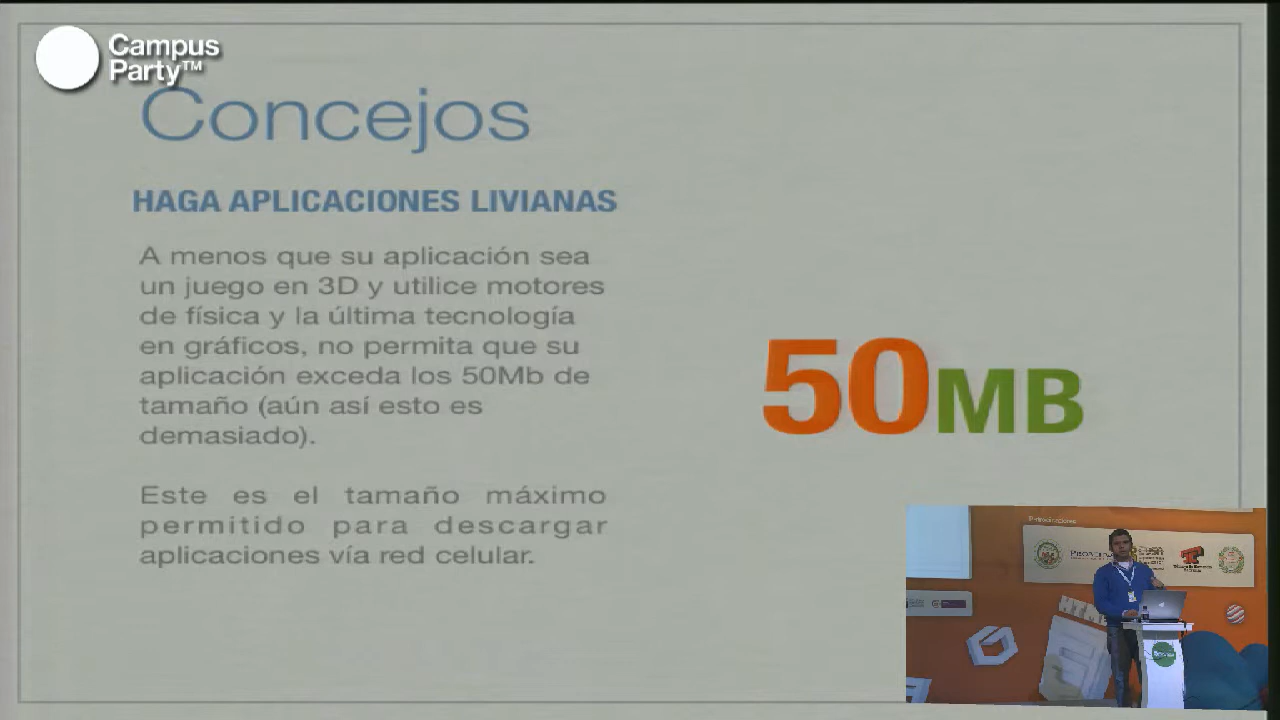 Campus
Party™
Concejos
HAGA APLICACIONES LIVIANAS
A menos que su aplicación sea
un juego en 3D y utilice motores
de física y la última tecnología
en gráficos, no permita que su
aplicación exceda los 50Mb de
tamaño (aún así esto es
demasiado).
Este es el tamaño máximo
permitido para descargar
aplicaciones vía red celular.
50MB
Patrocinadores